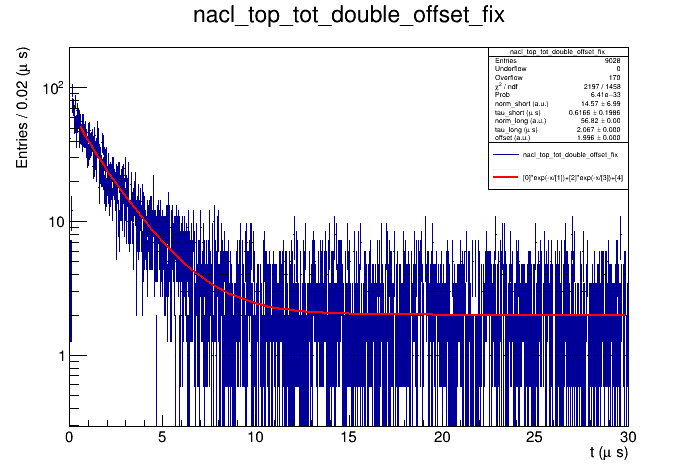 nacl_top_tot_double_offset_fix
Entries / 0.02 (μ s)
nacl_top_tot_double_offset_fix
Entries 9028
Underflow 0
Overflow 170
χ² / ndf 2197 / 1458
Prob 6.41e−33
norm_short (a.u.) 14.57 ± 6.99
tau_short (μ s) 0.6166 ± 0.1986
norm_long (a.u.) 56.82 ± 0.00
tau_long (μ s) 2.067 ± 0.000
offset (a.u.) 1.996 ± 0.000
nacl_top_tot_double_offset_fix
[0]*exp(-x/[1])+[2]*exp(-x/[3])+[4]
10²
10
1
0 5 10 15 20 25 30
t (μ s)